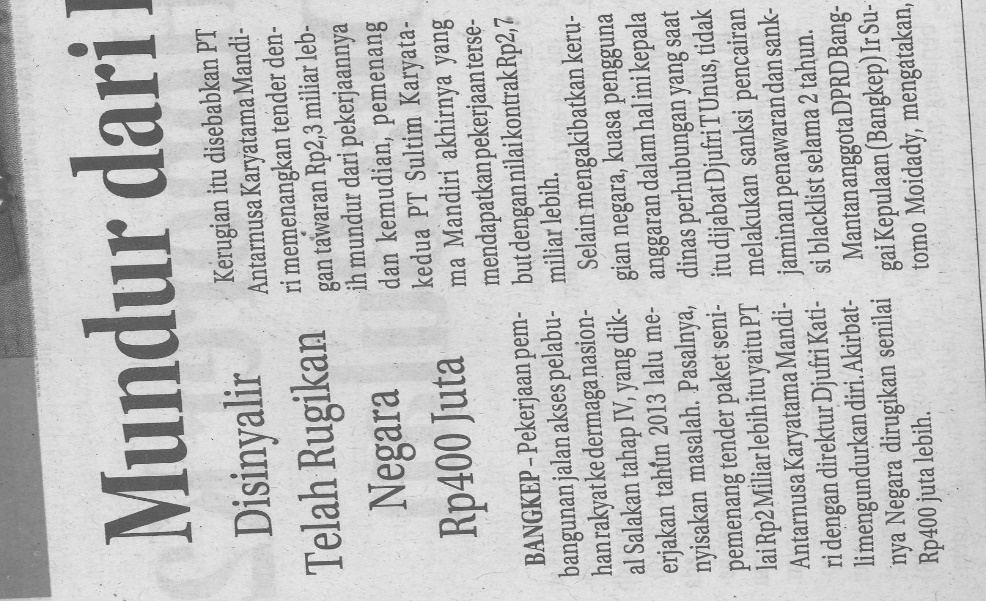 Mundur dari
Disinyalir
Telah Rugikan
Negara
Rp400 Juta
BANGKEP – Pekerjaan pem-
bangunan jalan akses pelabu-
han rakyat ke dermaga nasion-
al Salakan tahap IV, yang dik-
erjakan tahun 2013 lalu me-
nyisakan masalah. Pasalnya,
pemenang tender paket seni-
lai Rp2 Miliar lebih itu yaitu PT
Antarnusa Karyatama Mandi-
ri dengan direktur Djufri Kati-
li mengundurkan diri. Akirbat-
nya Negara dirugikan senilai
Rp400 juta lebih.
Kerugian itu disebabkan PT
Antarnusa Karyatama Mandi-
ri memenangkan tender den-
gan tawaran Rp2,3 miliar leb-
ih mundur dari pekerjaannya
dan kemudian, pemenang
kedua PT Sultim Karyata-
ma Mandiri akhirnya yang
mendapatkan pekerjaan terse-
but dengan nilai kontrak Rp2,7
miliar lebih.
Selain mengakibatkan keru-
gian negara, kuasa pengguna
anggaran dalam hal ini kepala
dinas perhubungan yang saat
itu dijabat Djufri T Unus, tidak
melakukan sanksi pencairan
jaminan penawaran dan sank-
si blacklist selama 2 tahun.
Mantan anggota DPRD Bang-
gai Kepulaan (Bangkep) Ir Su-
tomo Moidady, mengatakan,